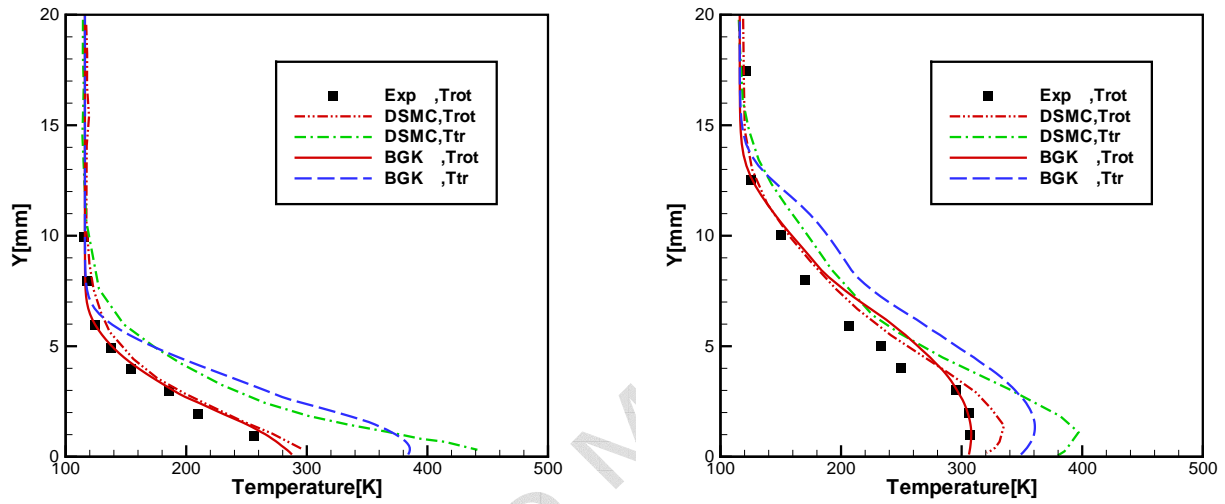 20
15
10
5
0
Y[mm]
100 200 300 400 500
Temperature[K]
Exp ,Trot
DSMC,Trot
DSMC,Ttr
BGK ,Trot
BGK ,Ttr
20
15
10
5
0
Y[mm]
100 200 300 400 500
Temperature[K]
Exp ,Trot
DSMC,Trot
DSMC,Ttr
BGK ,Trot
BGK ,Ttr